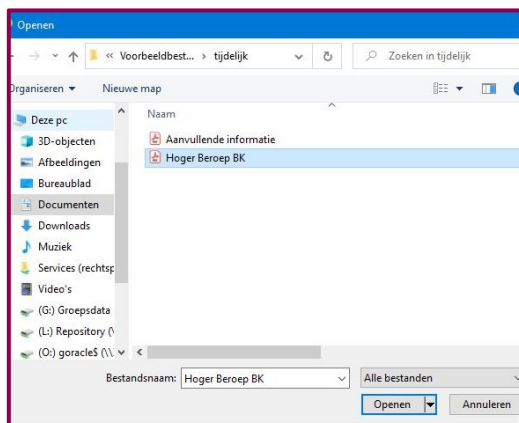 Openen
« Voorbeeldbest... › tijdelijk
Zoeken in tijdelijk
Organiseren
Nieuwe map
Deze pc
3D-objecten
Afbeeldingen
Bureaublad
Documenten
Downloads
Muziek
Services (rechtsp
Video's
(G:) Groepsdata
(L:) Repository (\
(O:) goracle$ (\\
Naam
Aanvullende informatie
Hoger Beroep BK
Bestandsnaam: Hoger Beroep BK
Alle bestanden
Openen
Annuleren